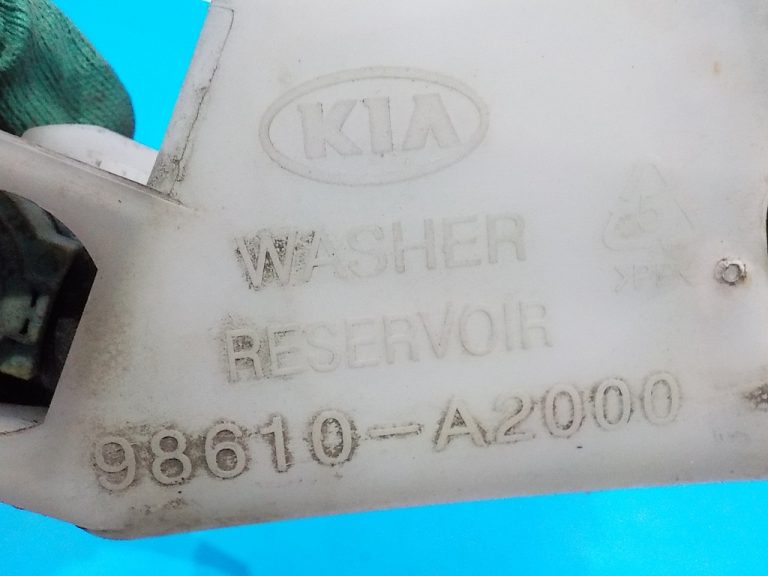 KIA
WASHER
RESERVOIR
98610-A2000